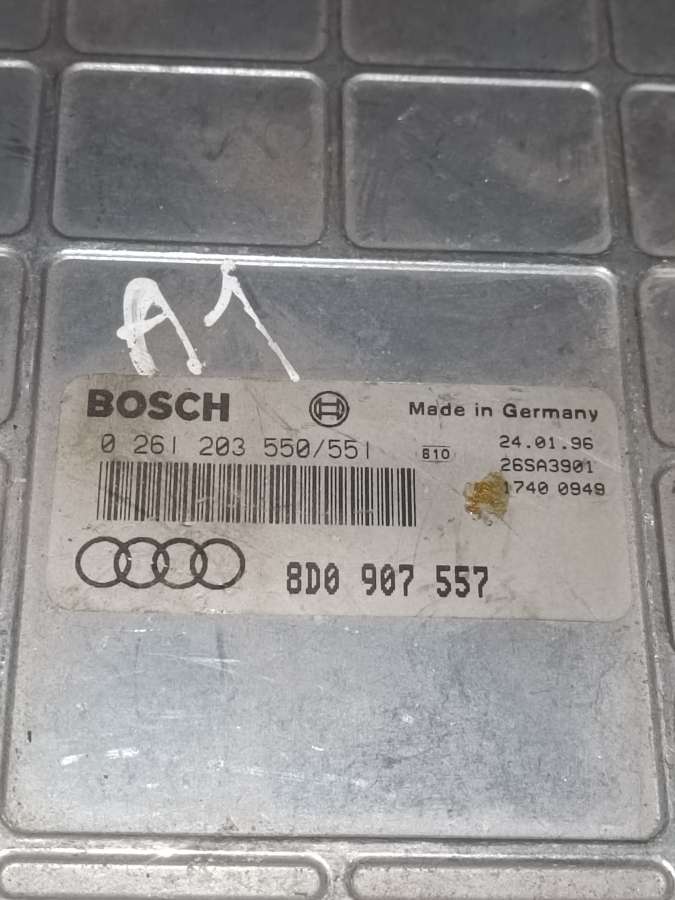 A1
BOSCH
Made in Germany
0 261 203 550/551
810
24.01.96
26SA3901
1740 0949
8D0 907 557